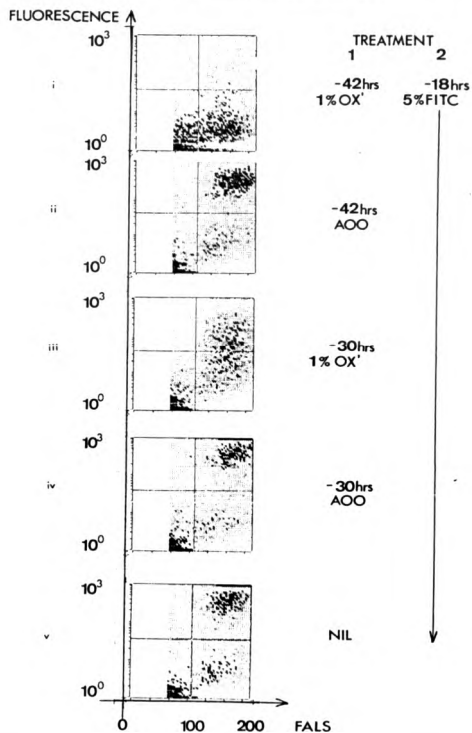 FLUORESCENCE
10³
TREATMENT
1 2
i
-42hrs -18hrs
1%OX' 5%FITC
10⁰
10³
ii
-42hrs
AOO
10⁰
10³
iii
-30hrs
1%OX'
10⁰
10³
iv
-30hrs
AOO
10⁰
10³
v
NIL
10⁰
0 100 200 FALS